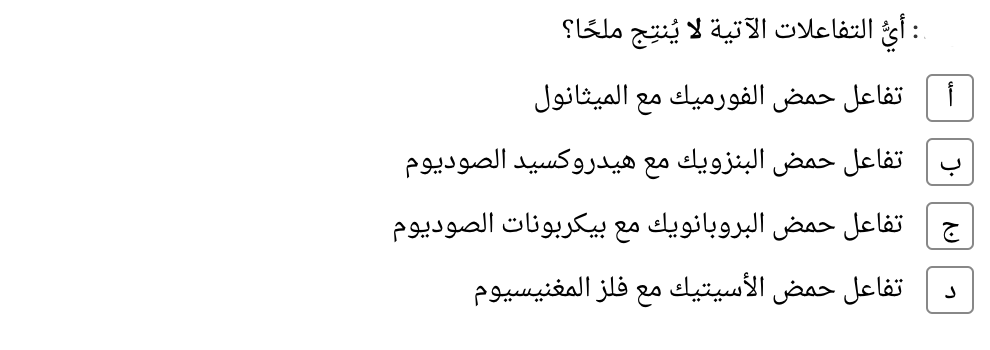 : أيُّ التفاعلات الآتية لا يُنتِج ملحًا؟
أ تفاعل حمض الفورميك مع الميثانول
ب تفاعل حمض البنزويك مع هيدروكسيد الصوديوم
ج تفاعل حمض البروبانويك مع بيكربونات الصوديوم
د تفاعل حمض الأسيتيك مع فلز المغنيسيوم